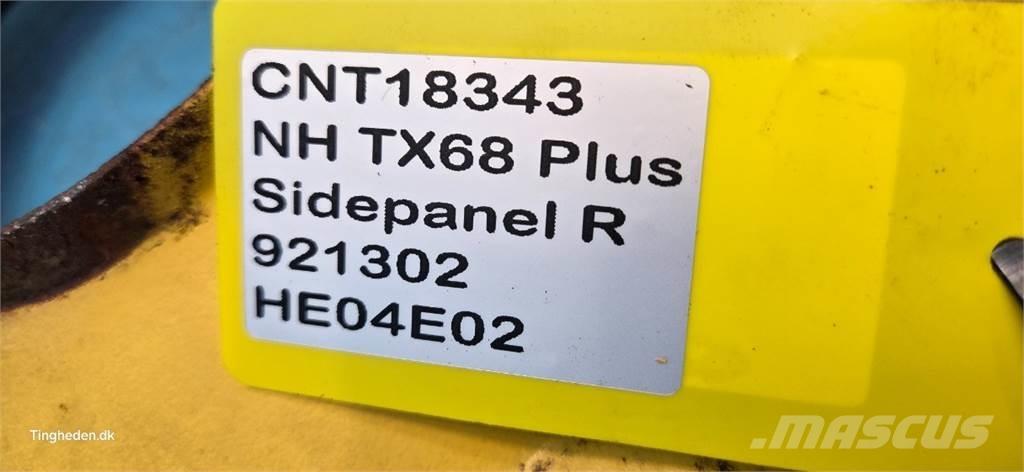 CNT18343
NH TX68 Plus
Sidepanel R
921302
HE04E02
Tingheden.dk
MASCUS